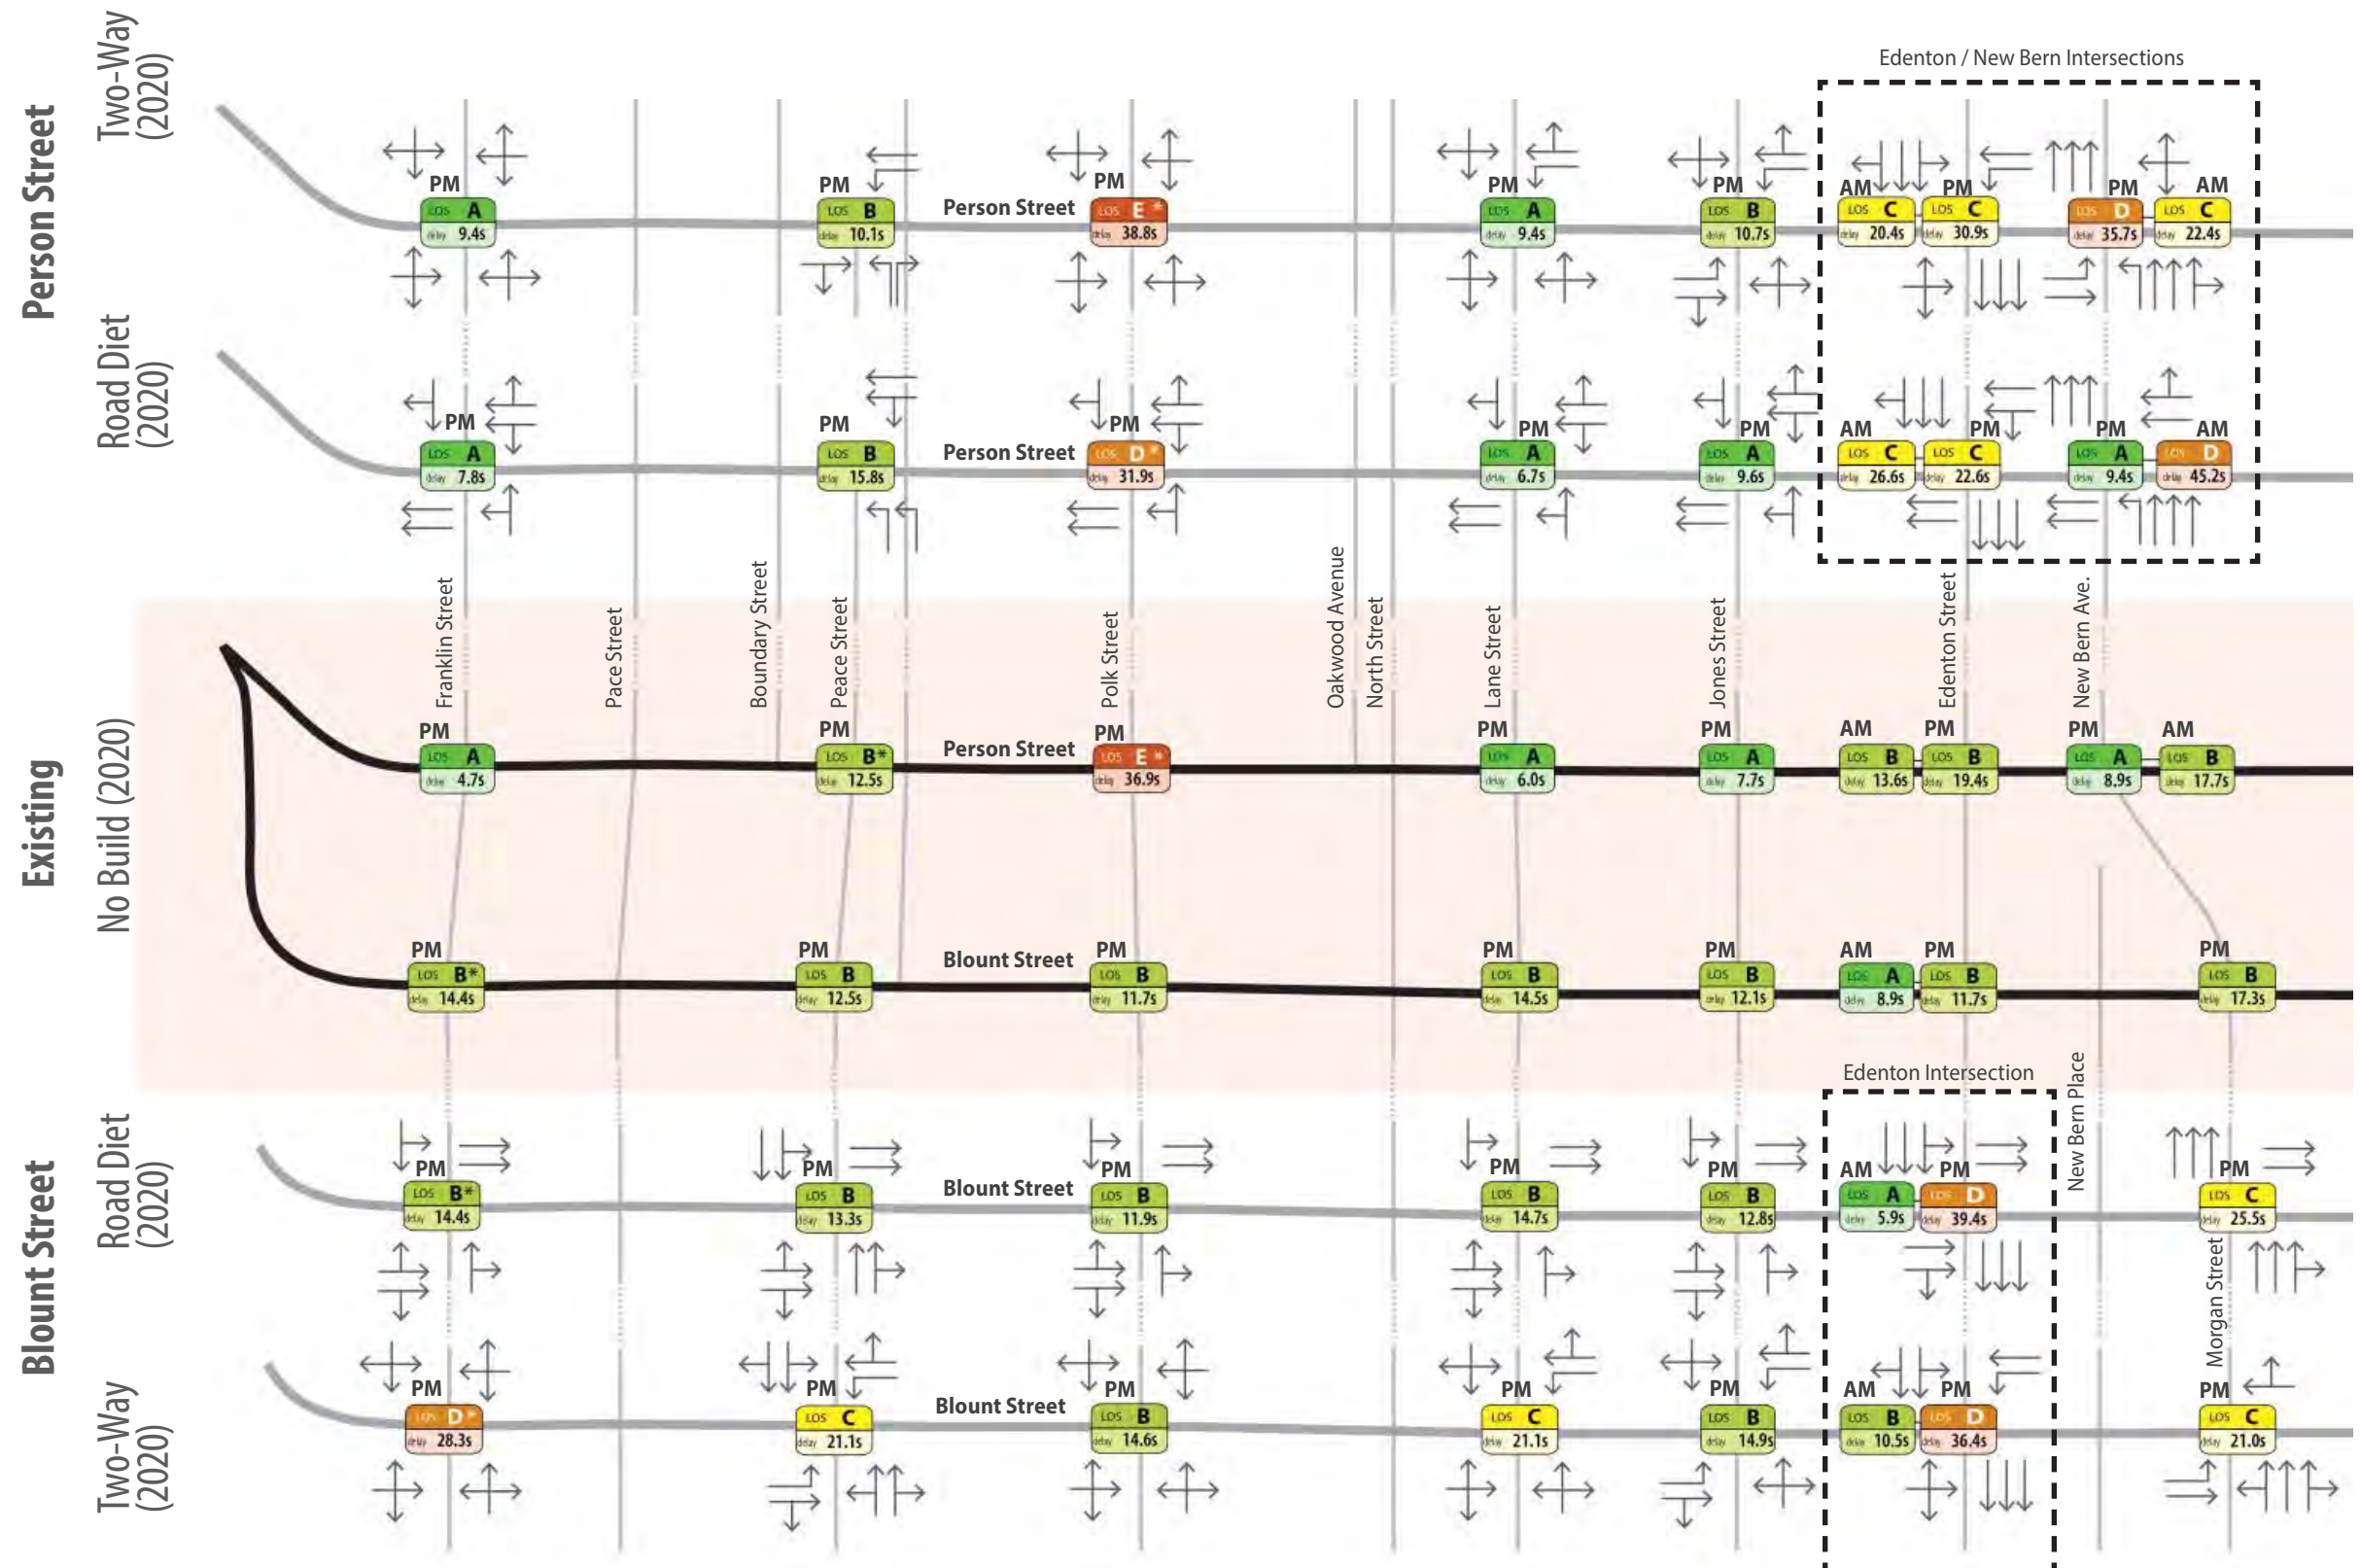 Person Street
Two-Way
(2020)
Edenton / New Bern Intersections
PM
LOS A
delay 9.4s
PM
LOS B
delay 10.1s
Person Street
PM
LOS E *
delay 38.8s
PM
LOS A
delay 9.4s
PM
LOS B
delay 10.7s
AM
LOS C
delay 20.4s
PM
LOS C
delay 30.9s
PM
LOS D
delay 35.7s
AM
LOS C
delay 22.4s
Road Diet
(2020)
PM
LOS A
delay 7.8s
PM
LOS B
delay 15.8s
Person Street
PM
LOS D *
delay 31.9s
PM
LOS A
delay 6.7s
PM
LOS A
delay 9.6s
AM
LOS C
delay 26.6s
PM
LOS C
delay 22.6s
PM
LOS A
delay 9.4s
AM
LOS D
delay 45.2s
Franklin Street
Pace Street
Boundary Street
Peace Street
Polk Street
Oakwood Avenue
North Street
Lane Street
Jones Street
Edenton Street
New Bern Ave.
Existing
No Build (2020)
PM
LOS A
delay 4.7s
PM
LOS B*
delay 12.5s
Person Street
PM
LOS E *
delay 36.9s
PM
LOS A
delay 6.0s
PM
LOS A
delay 7.7s
AM
LOS B
delay 13.6s
PM
LOS B
delay 19.4s
PM
LOS A
delay 8.9s
AM
LOS B
delay 17.7s
PM
LOS B*
delay 14.4s
PM
LOS B
delay 12.5s
Blount Street
PM
LOS B
delay 11.7s
PM
LOS B
delay 14.5s
PM
LOS B
delay 12.1s
AM
LOS A
delay 8.9s
PM
LOS B
delay 11.7s
PM
LOS B
delay 17.3s
Edenton Intersection
New Bern Place
Morgan Street
Blount Street
Road Diet
(2020)
PM
LOS B*
delay 14.4s
PM
LOS B
delay 13.3s
Blount Street
PM
LOS B
delay 11.9s
PM
LOS B
delay 14.7s
PM
LOS B
delay 12.8s
AM
LOS A
delay 5.9s
PM
LOS D
delay 39.4s
PM
LOS C
delay 25.5s
Two-Way
(2020)
PM
LOS D *
delay 28.3s
PM
LOS C
delay 21.1s
Blount Street
PM
LOS B
delay 14.6s
PM
LOS C
delay 21.1s
PM
LOS B
delay 14.9s
AM
LOS B
delay 10.5s
PM
LOS D
delay 36.4s
PM
LOS C
delay 21.0s